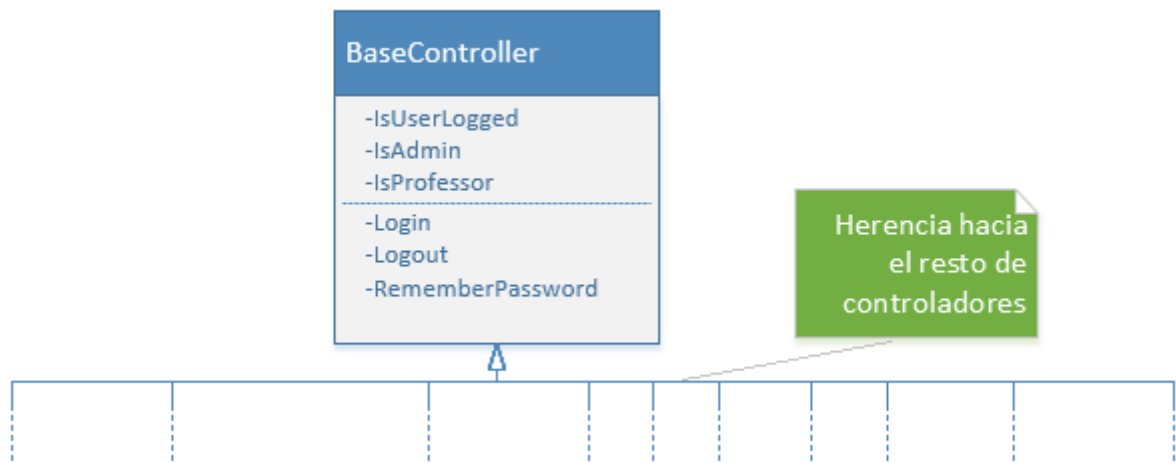 BaseController
-IsUserLogged
-IsAdmin
-IsProfessor
-Login
-Logout
-RememberPassword
Herencia hacia
el resto de
controladores